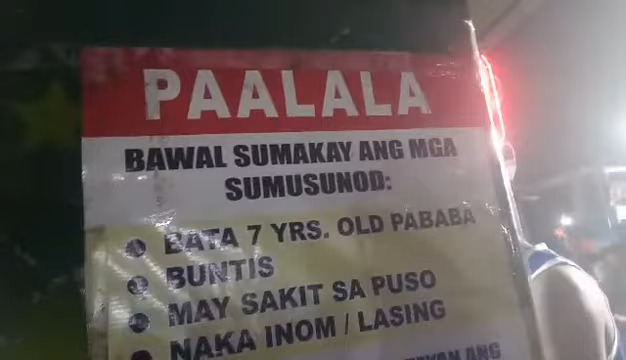 PAALALA
BAWAL SUMAKAY ANG MGA
SUMUSUNOD:
BATA 7 YRS. OLD PABABA
BUNTIS
MAY SAKIT SA PUSO
NAKA INOM / LASING
ANG